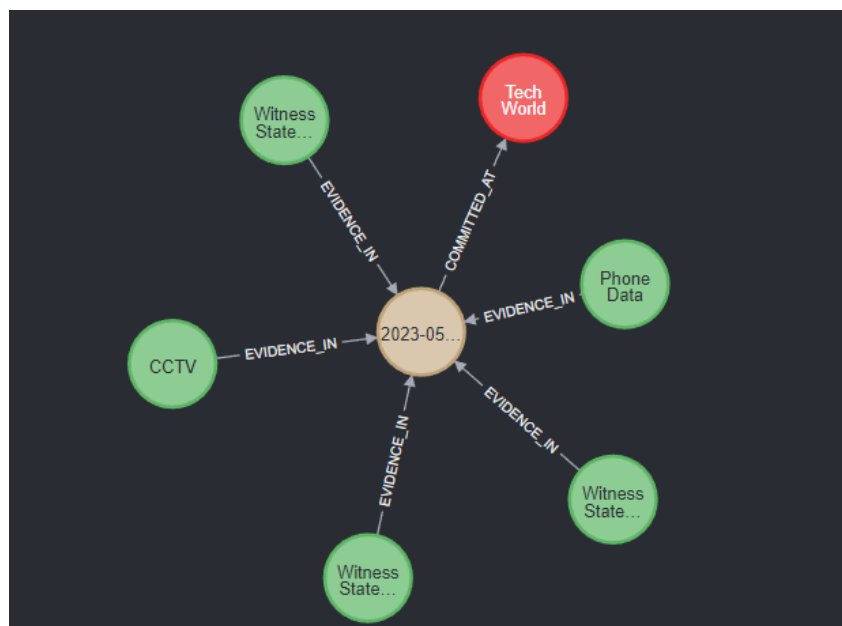 Tech
World
Witness
State...
COMMITTED_AT
EVIDENCE_IN
Phone
Data
EVIDENCE_IN
2023-05...
EVIDENCE_IN
CCTV
EVIDENCE_IN
EVIDENCE_IN
Witness
State...
Witness
State...